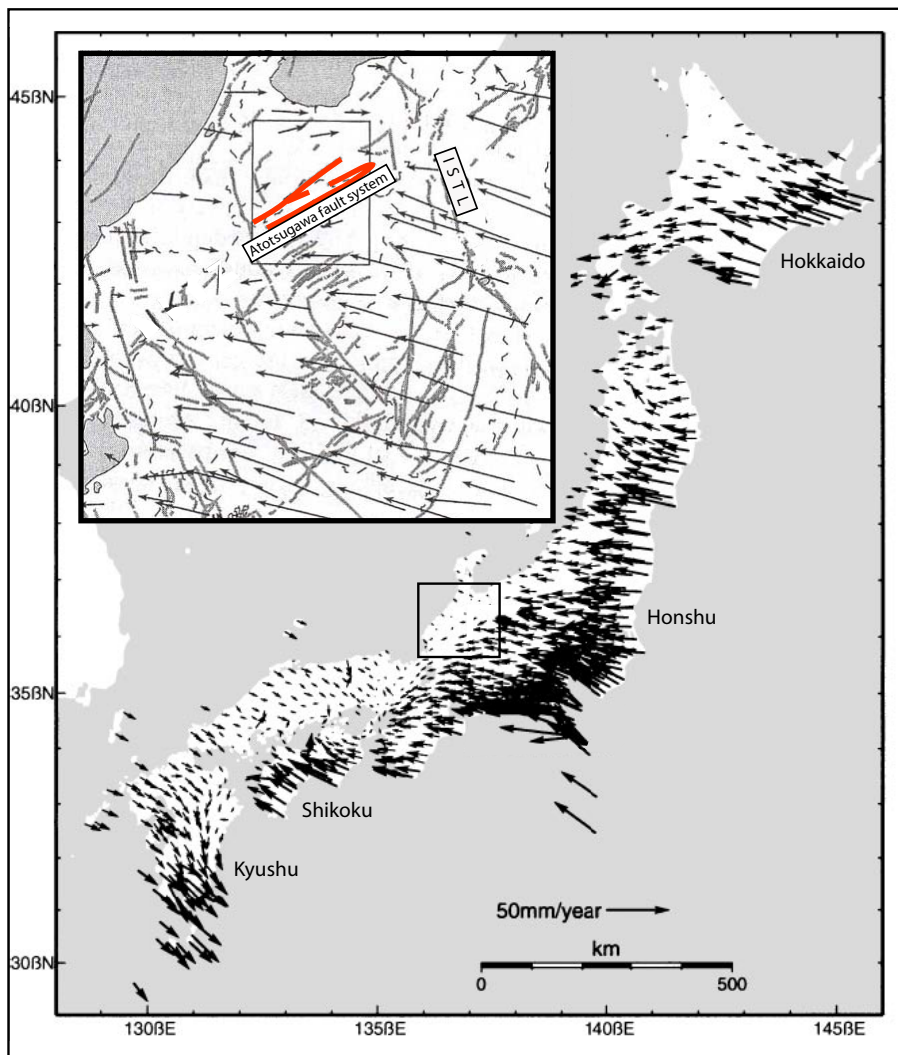 45ßN
40ßN
35ßN
30ßN
130ßE
135ßE
140ßE
145ßE
Atotsugawa fault system
I S T L
Hokkaido
Honshu
Shikoku
Kyushu
50mm/year
km
0
500